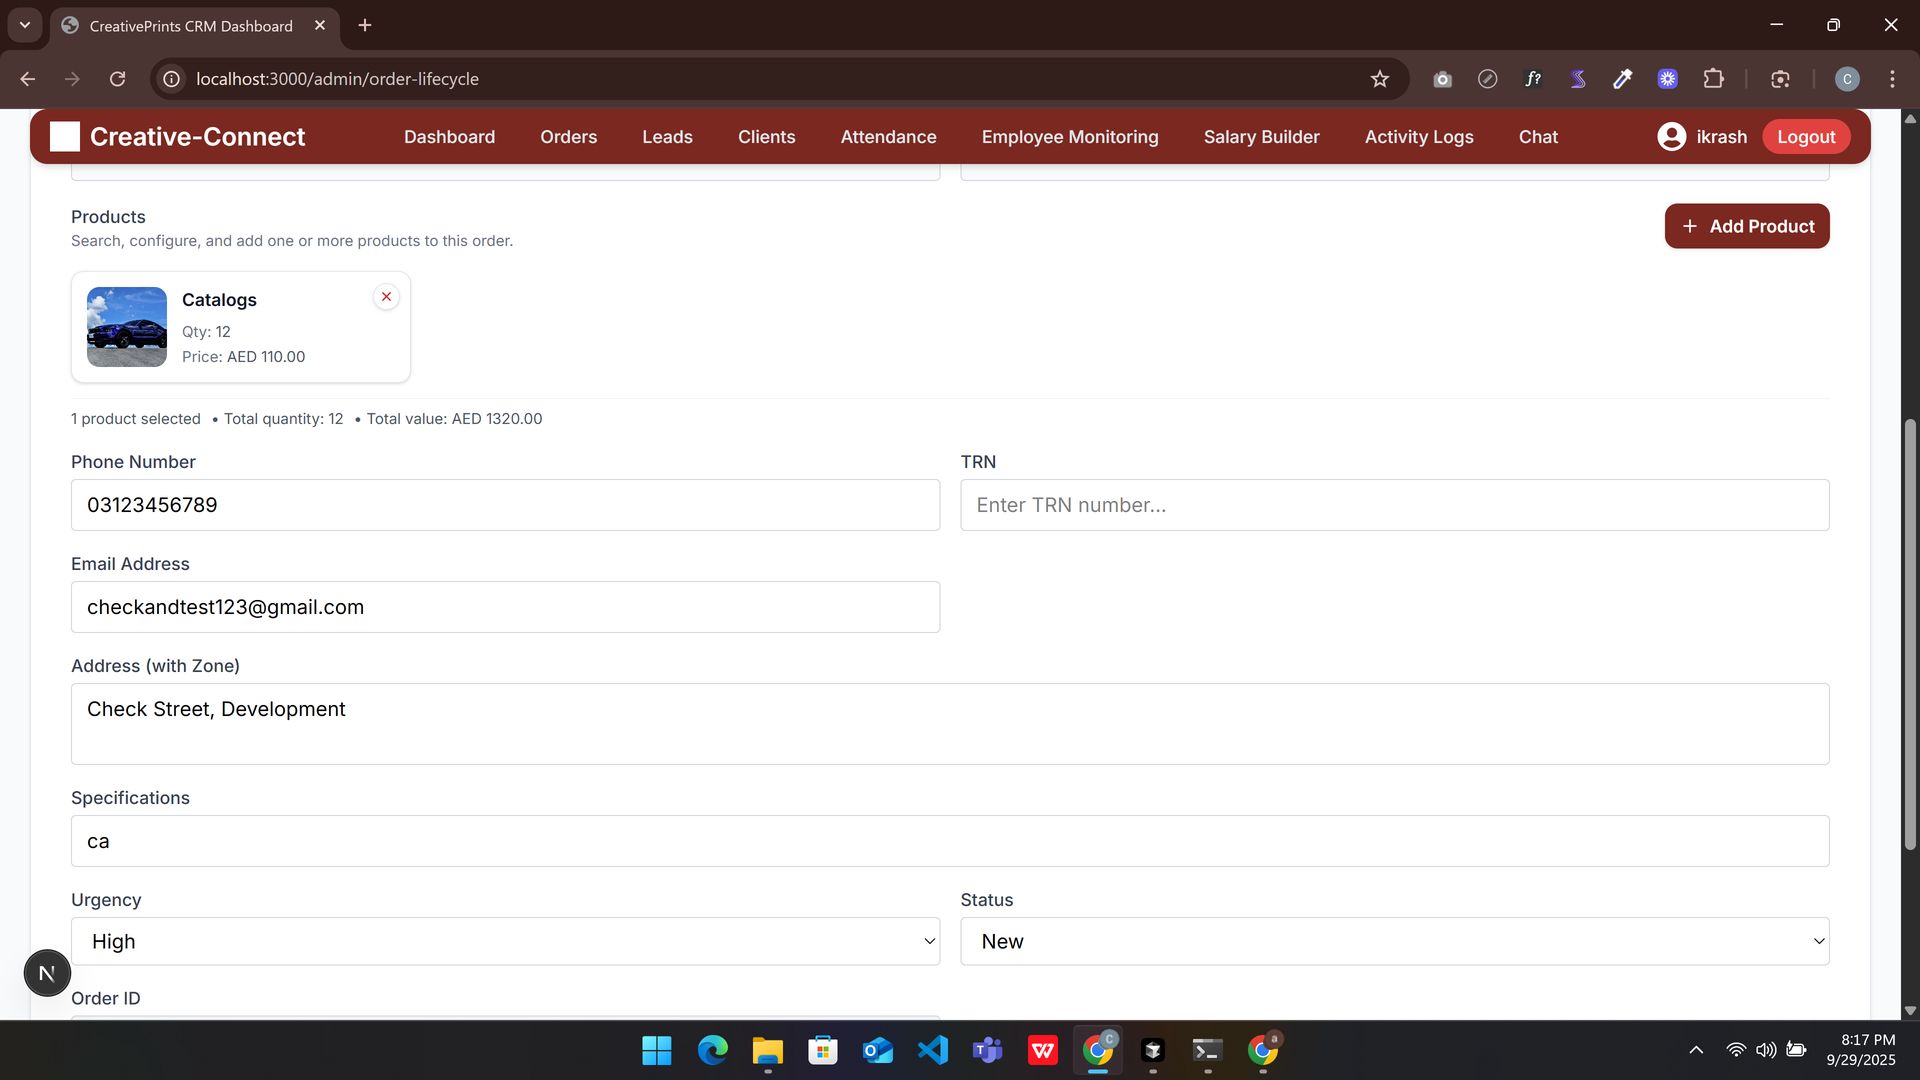 CreativePrints CRM Dashboard
localhost:3000/admin/order-lifecycle
f?
C
Creative-Connect
Dashboard
Orders
Leads
Clients
Attendance
Employee Monitoring
Salary Builder
Activity Logs
Chat
ikrash
Logout
Products
Search, configure, and add one or more products to this order.
+ Add Product
Catalogs
Qty: 12
Price: AED 110.00
1 product selected • Total quantity: 12 • Total value: AED 1320.00
Phone Number
TRN
03123456789
Enter TRN number...
Email Address
checkandtest123@gmail.com
Address (with Zone)
Check Street, Development
Specifications
ca
Urgency
Status
High
New
N
Order ID
8:17 PM
9/29/2025